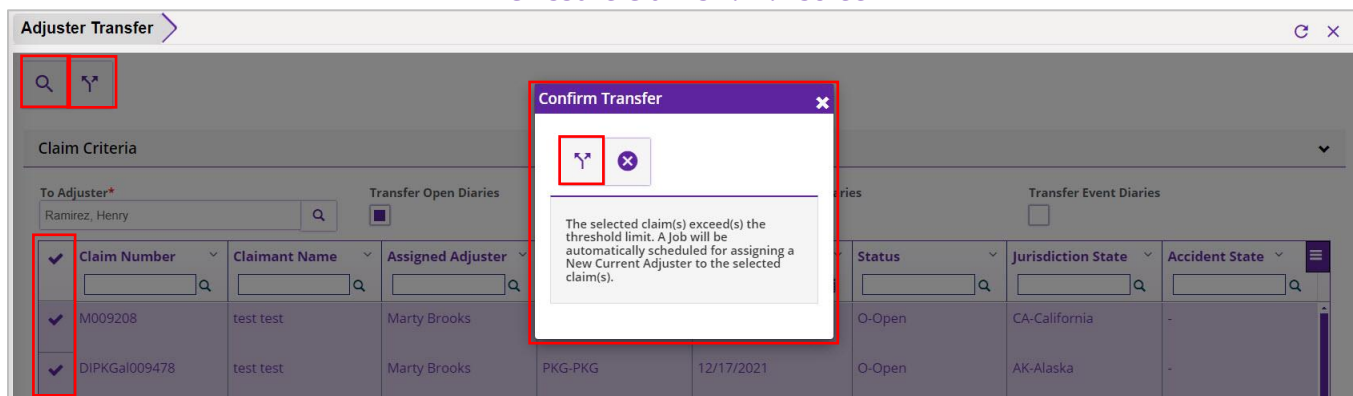 Adjuster Transfer
Confirm Transfer
Claim Criteria
To Adjuster*
Transfer Open Diaries
Transfer Event Diaries
Ramirez, Henry
The selected claim(s) exceed(s) the
threshold limit. A Job will be
automatically scheduled for assigning a
New Current Adjuster to the selected
claim(s).
Claim Number Claimant Name Assigned Adjuster Status Jurisdiction State Accident State
M009208 test test Marty Brooks O-Open CA-California -
DIPKGal009478 test test Marty Brooks PKG-PKG 12/17/2021 O-Open AK-Alaska -